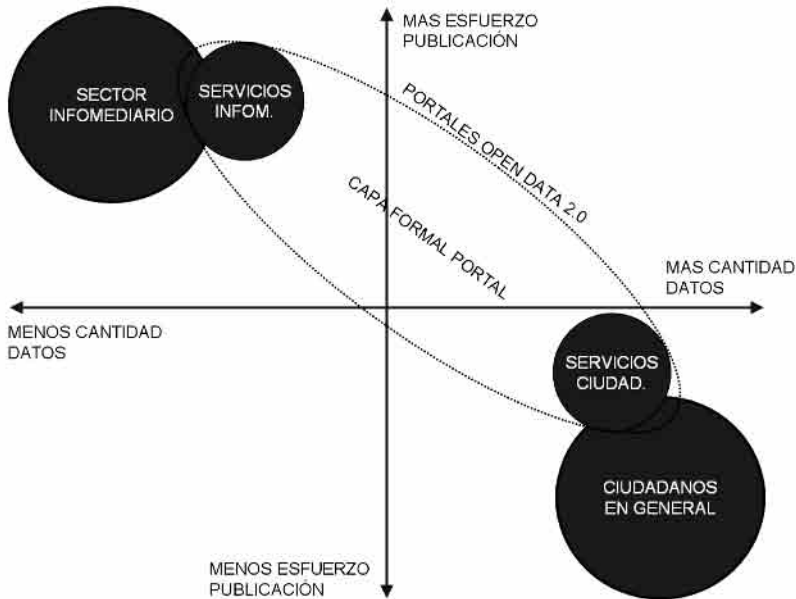 MAS ESFUERZO
PUBLICACIÓN
SECTOR
INFOMEDIARIO
SERVICIOS
INFOM.
PORTALES OPEN DATA 2.0
CAPA FORMAL PORTAL
MAS CANTIDAD
DATOS
MENOS CANTIDAD
DATOS
SERVICIOS
CIUDAD.
CIUDADANOS
EN GENERAL
MENOS ESFUERZO
PUBLICACIÓN